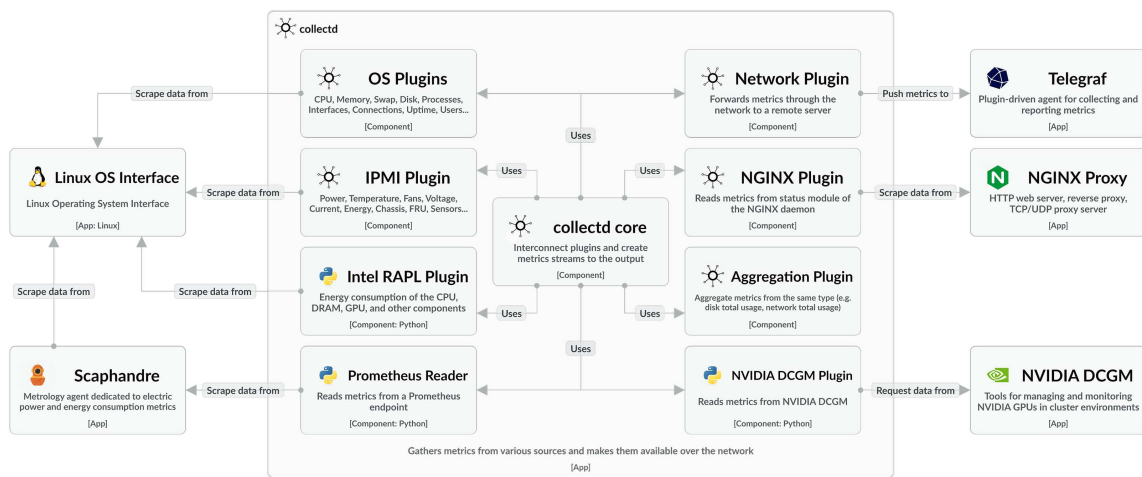 collectd
OS Plugins
CPU, Memory, Swap, Disk, Processes,
Interfaces, Connections, Uptime, Users...
[Component]
Network Plugin
Forwards metrics through the
network to a remote server
[Component]
Telegraf
Plugin-driven agent for collecting and
reporting metrics
[App]
Scrape data from
Push metrics to
Uses
Linux OS Interface
Linux Operating System Interface
[App: Linux]
Scrape data from
IPMI Plugin
Power, Temperature, Fans, Voltage,
Current, Energy, Chassis, FRU, Sensors...
[Component]
Uses
Uses
NGINX Plugin
Reads metrics from status module of
the NGINX daemon
[Component]
Scrape data from
NGINX Proxy
HTTP web server, reverse proxy,
TCP/UDP proxy server
[App]
collectd core
Interconnect plugins and create
metrics streams to the output
[Component]
Scrape data from
Scrape data from
Intel RAPL Plugin
Energy consumption of the CPU,
DRAM, GPU, and other components
[Component: Python]
Uses
Uses
Aggregation Plugin
Aggregate metrics from the same type (e.g.
disk total usage, network total usage)
[Component]
Uses
Scaphandre
Metrology agent dedicated to electric
power and energy consumption metrics
[App]
Scrape data from
Prometheus Reader
Reads metrics from a Prometheus
endpoint
[Component: Python]
NVIDIA DCGM Plugin
Reads metrics from NVIDIA DCGM
[Component: Python]
Request data from
NVIDIA DCGM
Tools for managing and monitoring
NVIDIA GPUs in cluster environments
[App]
Gathers metrics from various sources and makes them available over the network
[App]